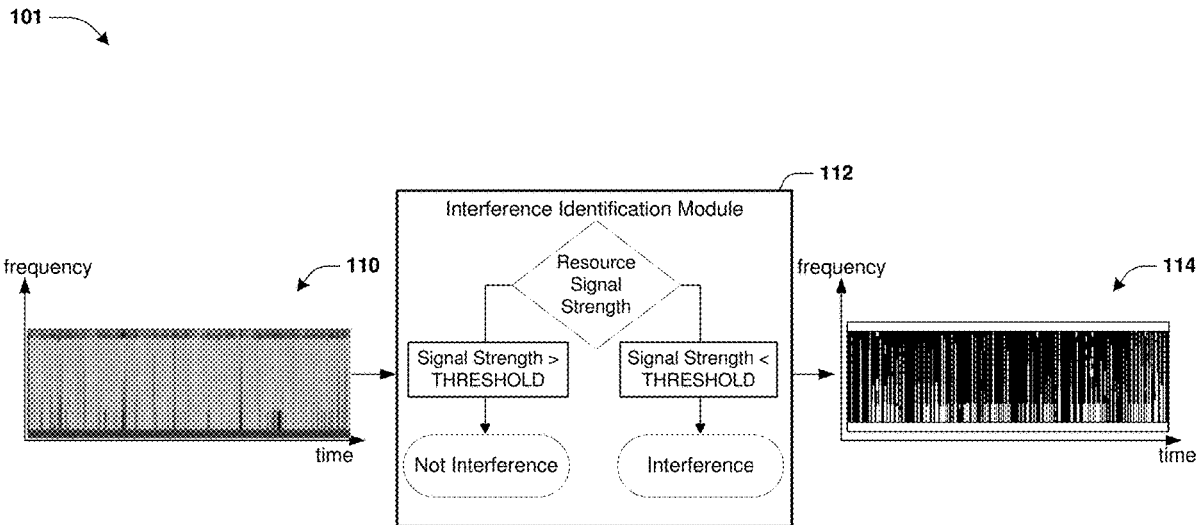 101
112
Interference Identification Module
frequency
110
Resource
Signal
Strength
frequency
114
Signal Strength >
THRESHOLD
Signal Strength <
THRESHOLD
time
Not Interference
Interference
time